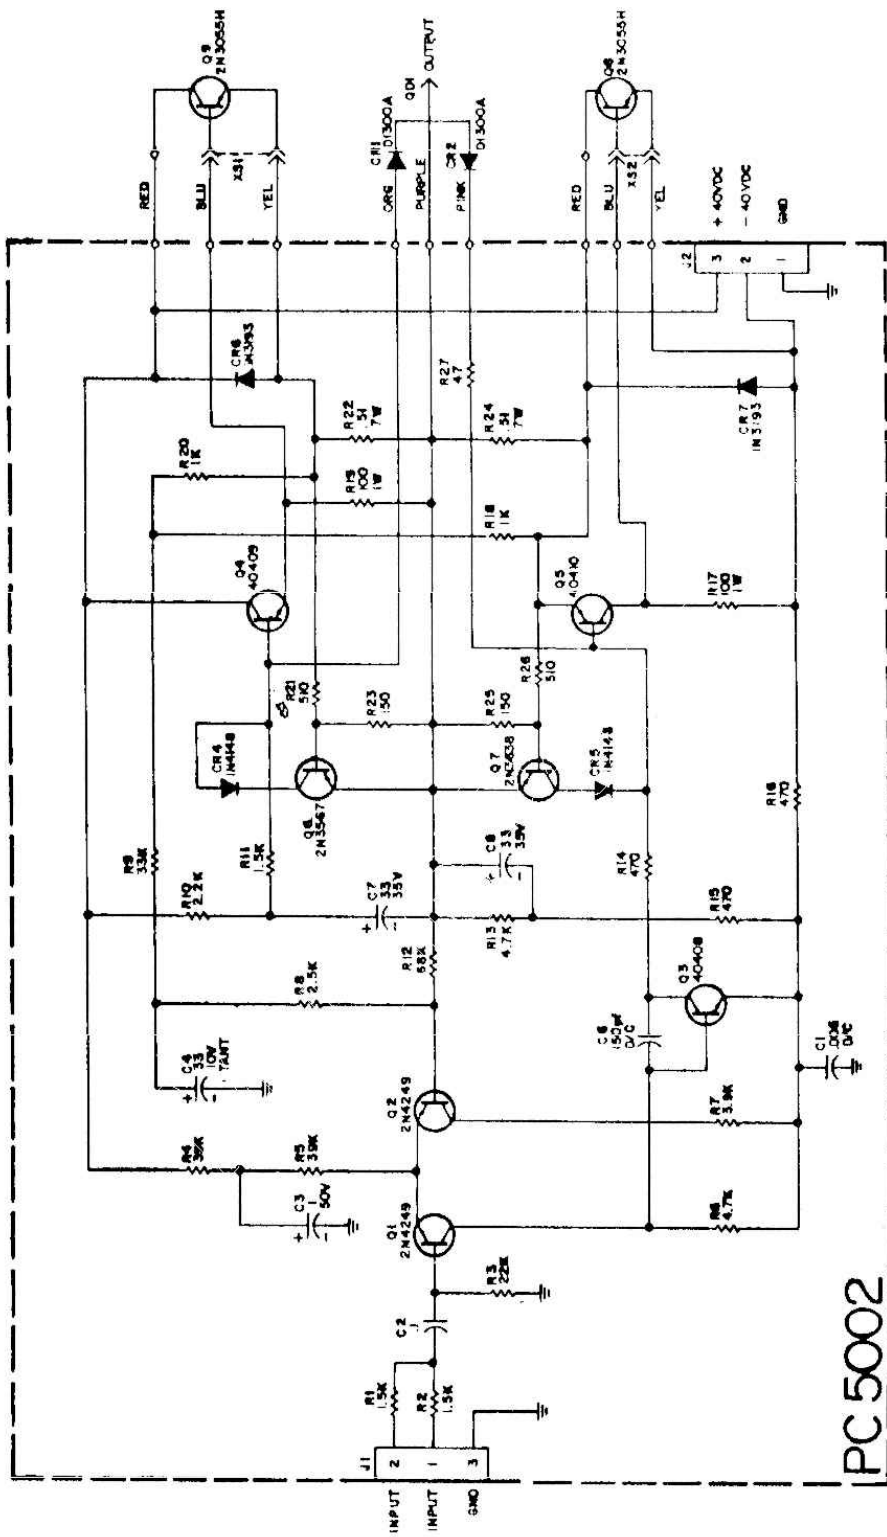 PC 5002
INPUT
INPUT
GND
J1
2
1
3
R1
1.5K
R2
1.5K
C2
.1
R3
22K
Q1
2N4249
C3
1
50V
+
-
R4
R5
39K
Q2
2N4249
R6
4.7K
R7
3.9K
C4
33
10V
TANT
+
-
R8
2.5K
R9
33K
R10
2.2K
R11
1.5K
C7
33
35V
+
-
R12
68K
R13
4.7K
C8
33
35V
+
-
C6
150pf
D/C
Q3
40408
C1
.005
D/C
R14
470
R15
470
R16
470
CR4
1N4148
Q6
2N3567
R21
510
R23
150
R25
150
Q7
2N3638
CR5
1N4148
R26
510
Q4
40409
Q5
40410
R17
100
1W
R18
1K
R19
100
1W
R20
1K
R22
.51
7W
R24
.51
7W
R27
47
CR6
1N3193
CR7
1N3193
J2
3
2
1
+40VDC
-40VDC
GND
RED
BLU
YEL
XS1
Q9
2N3055H
ORG
PURPLE
PINK
CR1
D1300A
CR2
D1300A
OUTPUT
RED
BLU
YEL
XS2
Q8
2N3055H